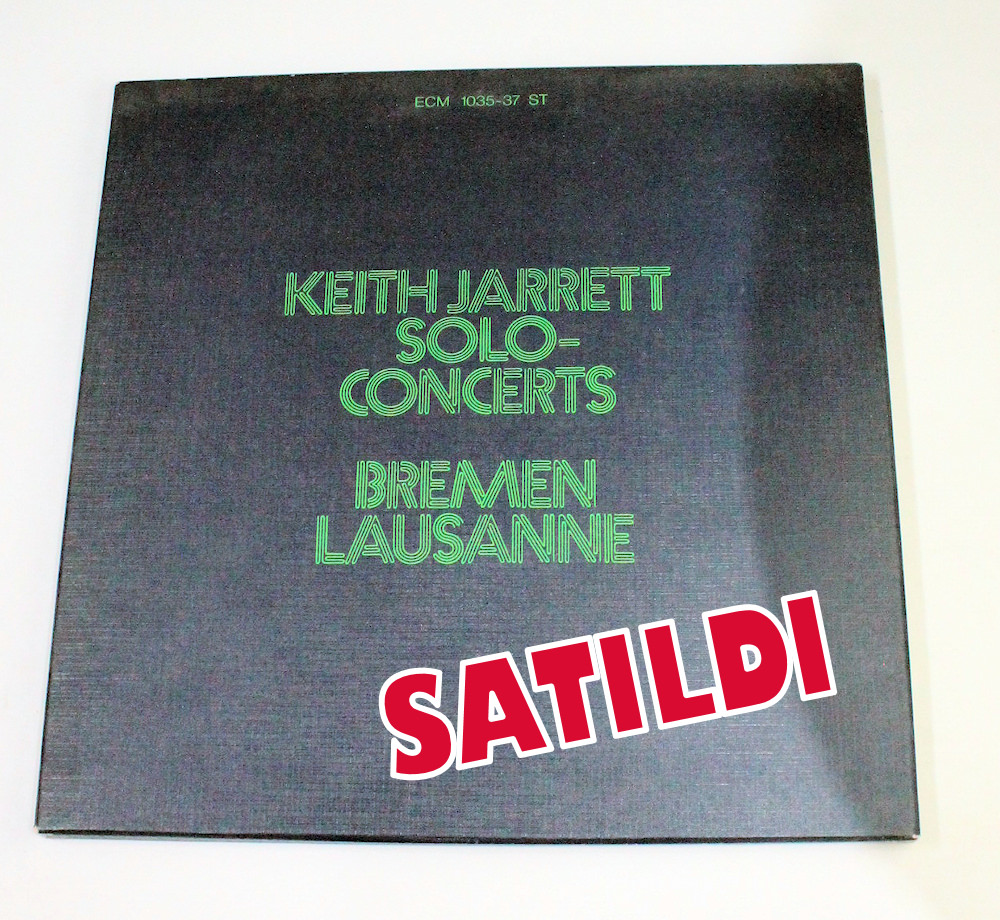 ECM 1035-37 ST
KEITH JARRETT
SOLO-
CONCERTS
BREMEN
LAUSANNE
SATILDI